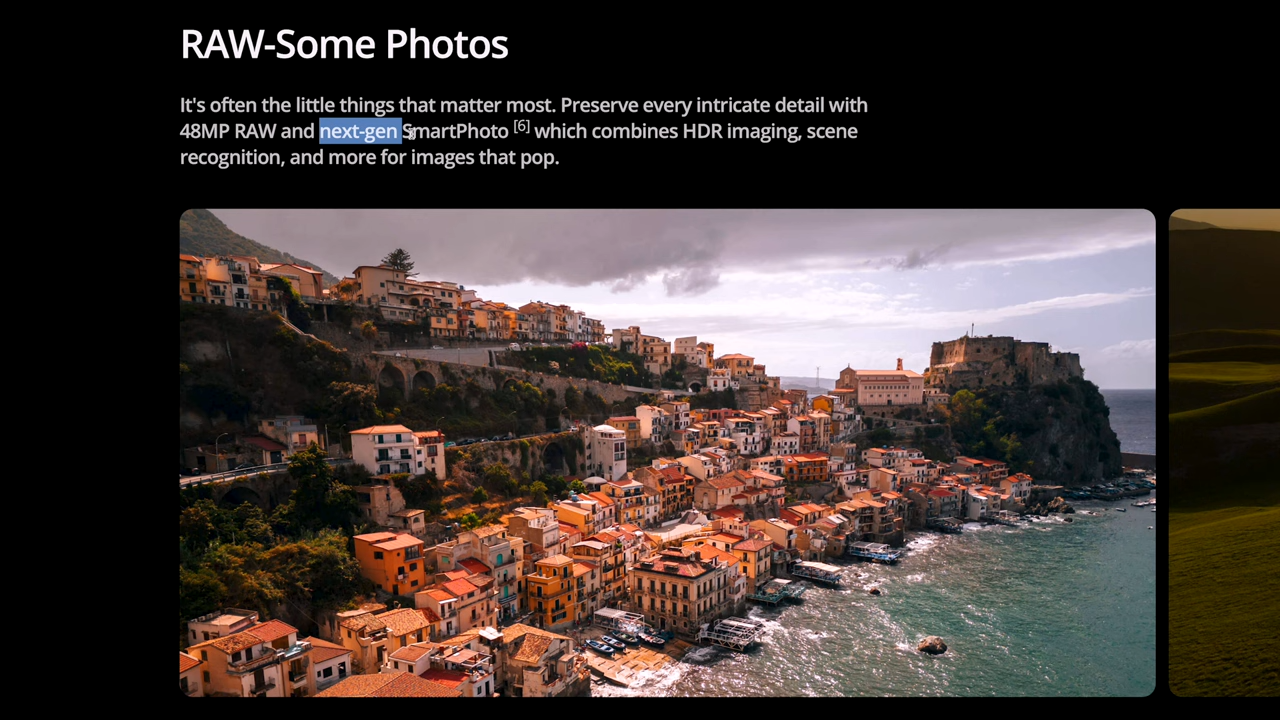 RAW-Some Photos
It's often the little things that matter most. Preserve every intricate detail with
48MP RAW and next-gen SmartPhoto [6] which combines HDR imaging, scene
recognition, and more for images that pop.